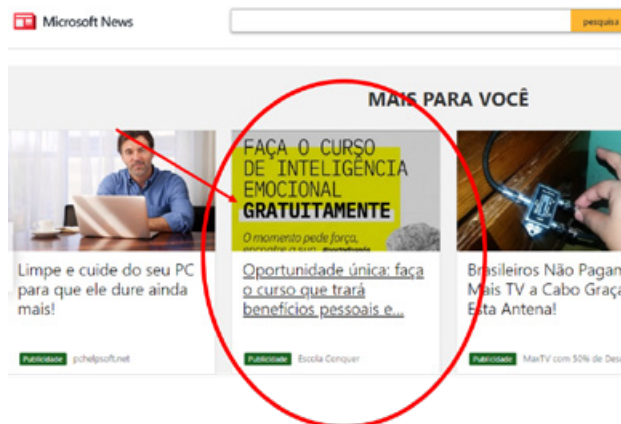 Microsoft News
pesquisa
MAIS PARA VOCÊ
FAÇA O CURSO
DE INTELIGÊNCIA
EMOCIONAL
GRATUITAMENTE
O momento pede força,
encontre a sua.
Limpe e cuide do seu PC
para que ele dure ainda
mais!
Publicidade pchelpsoft.net
Oportunidade única: faça
o curso que trará
benefícios pessoais e...
Publicidade Escola Conquer
Brasileiros Não Pagam
Mais TV a Cabo Graça
Esta Antena!
Publicidade MaxTV com 50% de Des